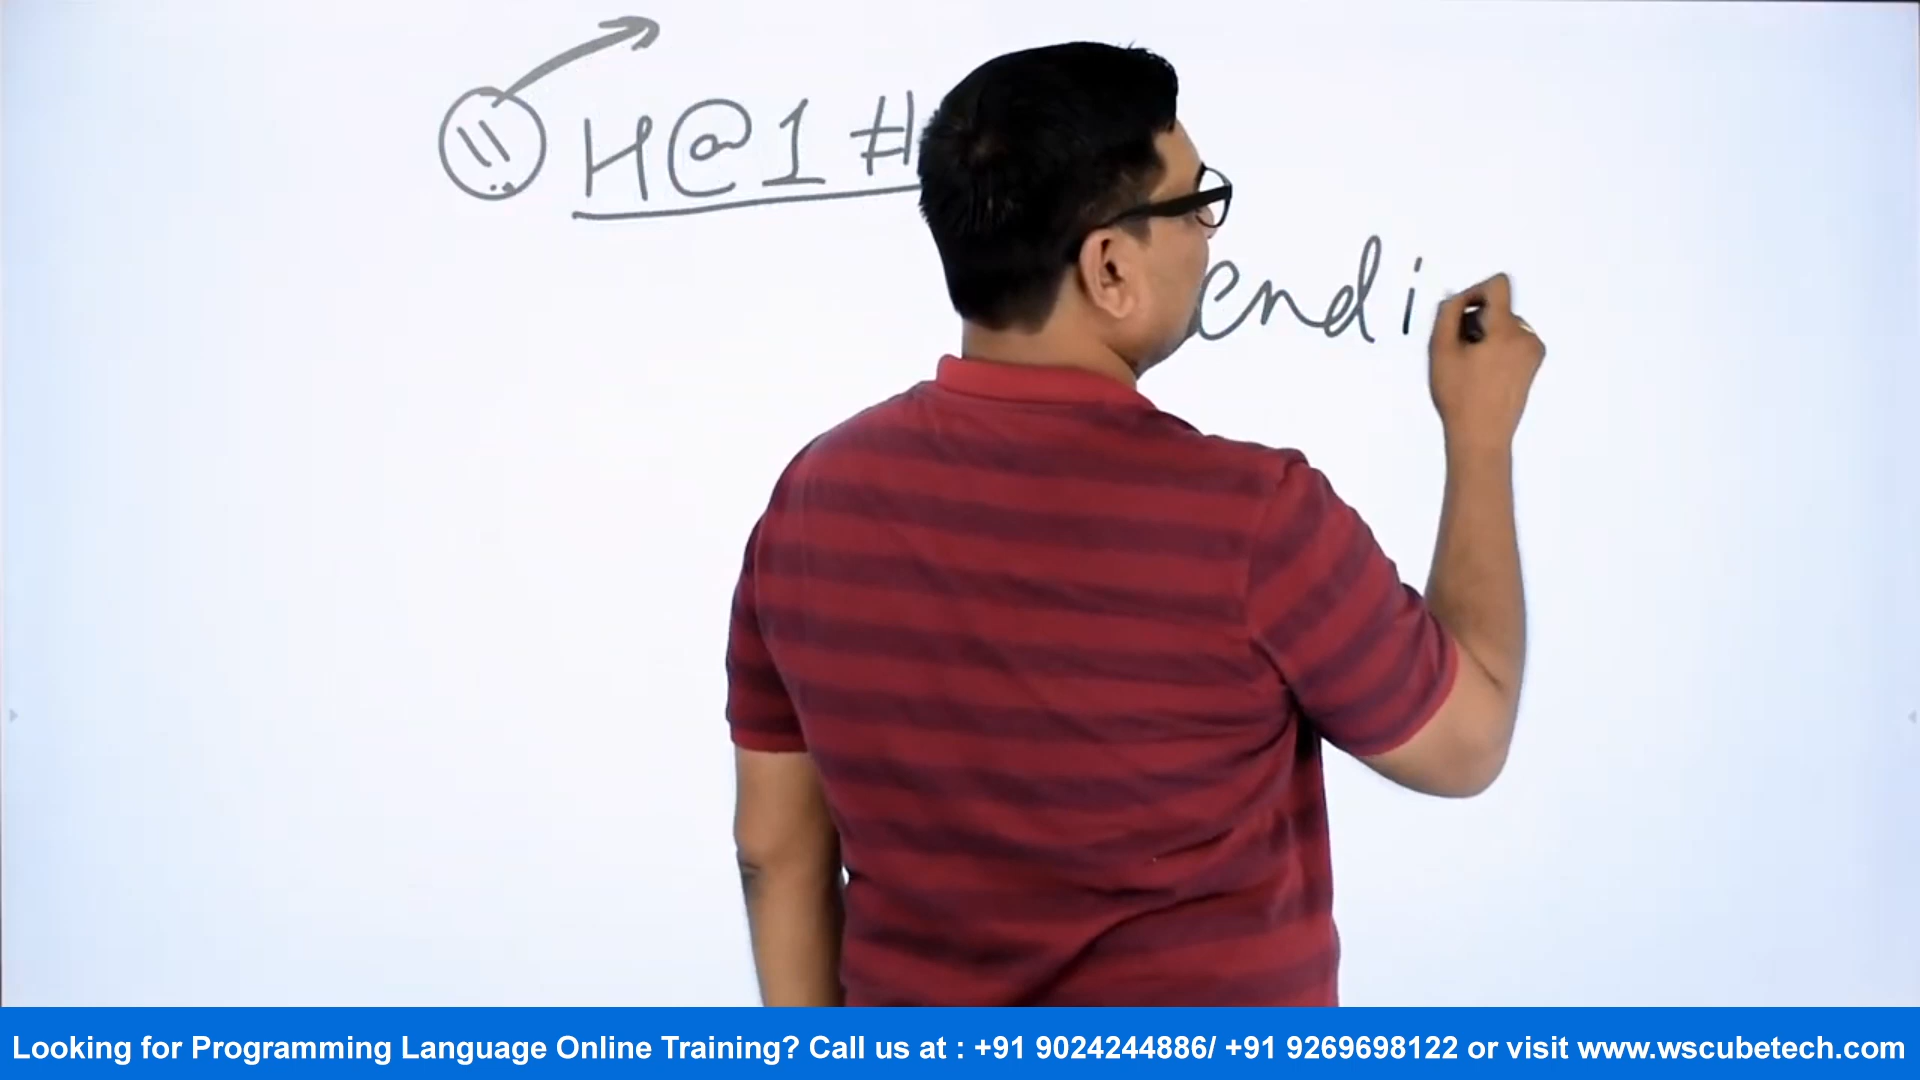 !! H@1#
endi
Looking for Programming Language Online Training? Call us at : +91 9024244886/ +91 9269698122 or visit www.wscubetech.com